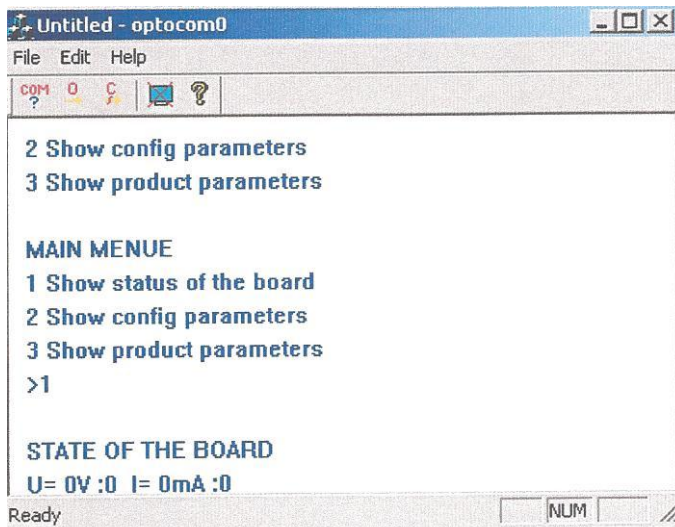 Untitled - optocom0
File Edit Help
COM ? O C ?
2 Show config parameters
3 Show product parameters
MAIN MENUE
1 Show status of the board
2 Show config parameters
3 Show product parameters
>1
STATE OF THE BOARD
U= 0V :0 I= 0mA :0
Ready NUM